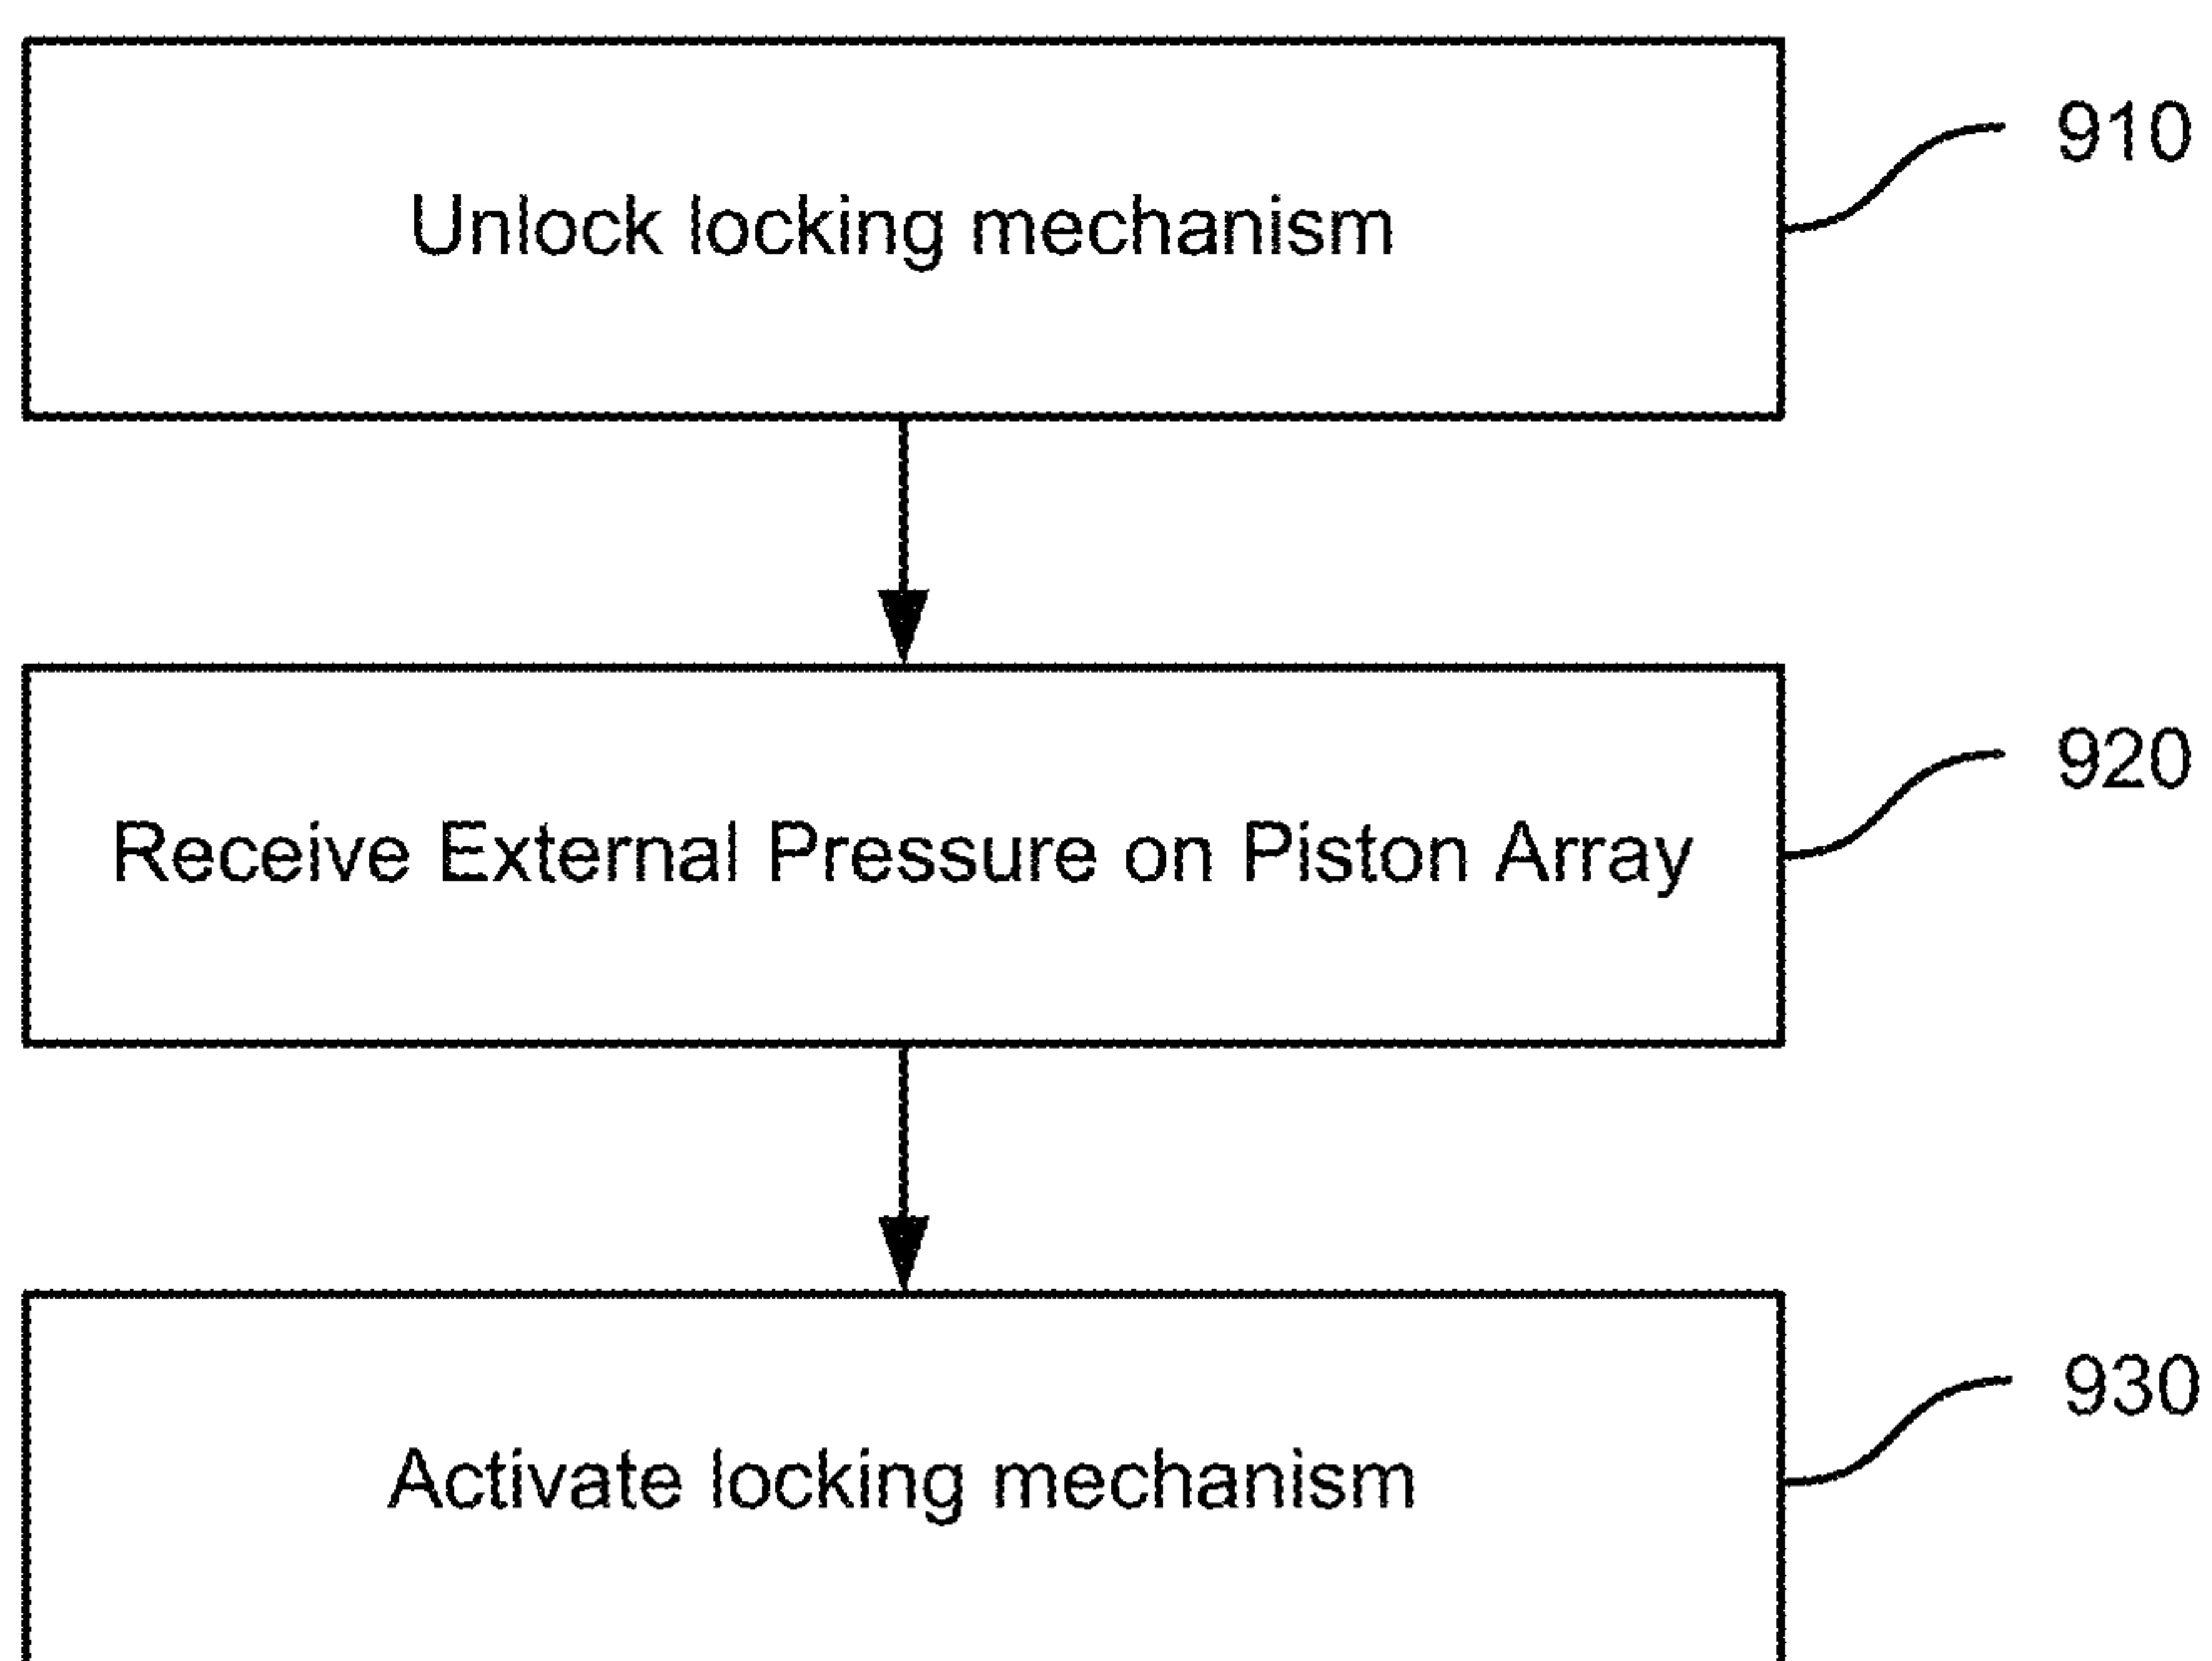 910
Unlock locking mechanism
920
Receive External Pressure on Piston Array
930
Activate locking mechanism